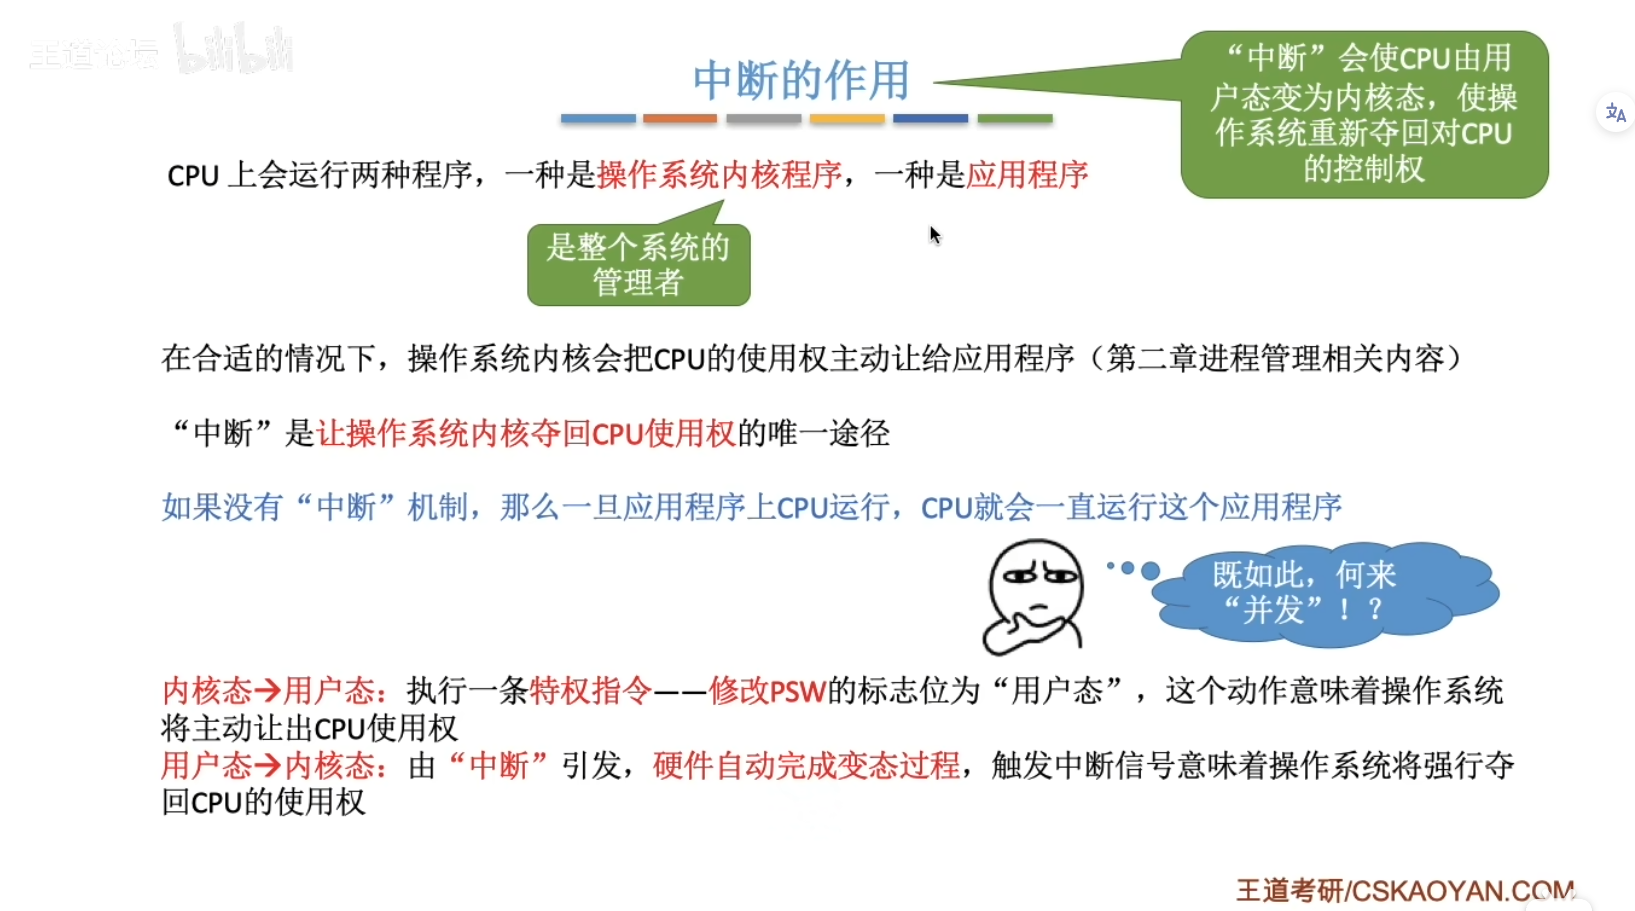 王道论坛 bilibili
中断的作用
“中断”会使CPU由用
户态变为内核态，使操
作系统重新夺回对CPU
的控制权
CPU 上会运行两种程序，一种是操作系统内核程序，一种是应用程序
是整个系统的
管理者
在合适的情况下，操作系统内核会把CPU的使用权主动让给应用程序（第二章进程管理相关内容）
“中断”是让操作系统内核夺回CPU使用权的唯一途径
如果没有“中断”机制，那么一旦应用程序上CPU运行，CPU就会一直运行这个应用程序
既如此，何来
“并发”！？
内核态→用户态：执行一条特权指令——修改PSW的标志位为“用户态”，这个动作意味着操作系统
将主动让出CPU使用权
用户态→内核态：由“中断”引发，硬件自动完成变态过程，触发中断信号意味着操作系统将强行夺
回CPU的使用权
王道考研/CSKAOYAN.COM